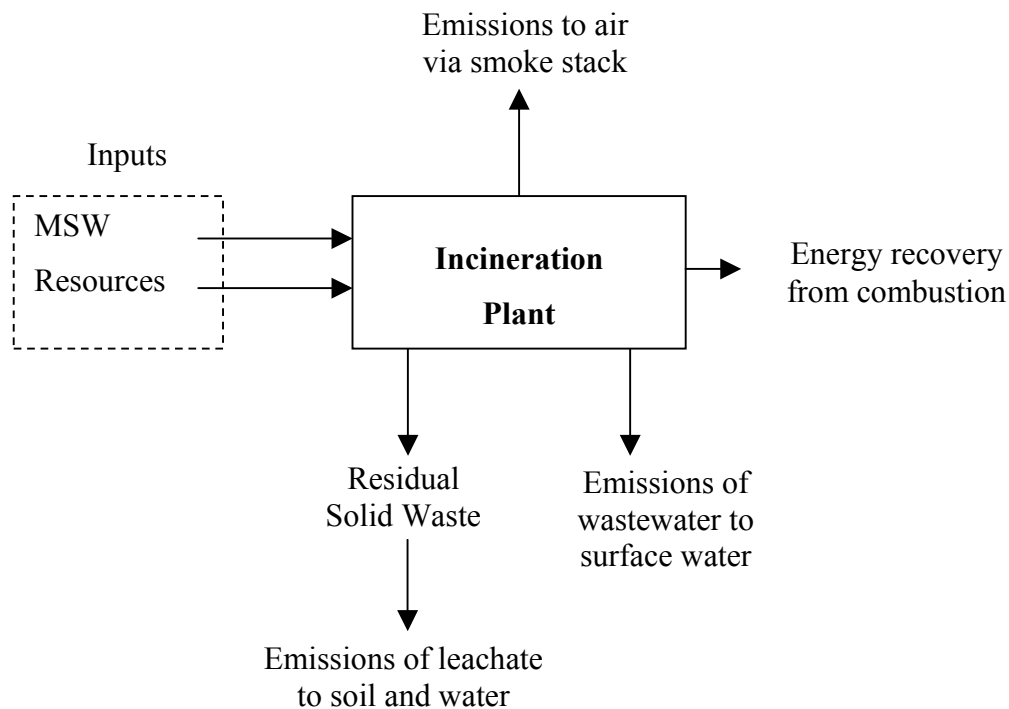 Emissions to air
via smoke stack
Inputs
MSW
Resources
Incineration
Plant
Energy recovery
from combustion
Residual
Solid Waste
Emissions of
wastewater to
surface water
Emissions of leachate
to soil and water